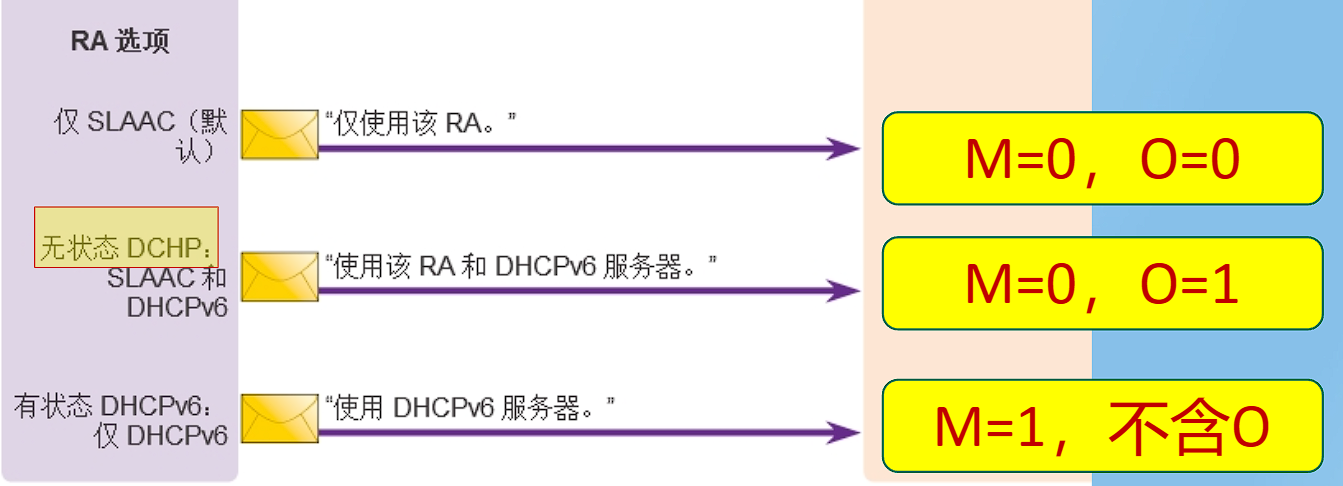 RA 选项
仅 SLAAC（默
认）
“仅使用该 RA。”
M=0，O=0
无状态 DCHP：
SLAAC 和
DHCPv6
“使用该 RA 和 DHCPv6 服务器。”
M=0，O=1
有状态 DHCPv6：
仅 DHCPv6
“使用 DHCPv6 服务器。”
M=1，不含O